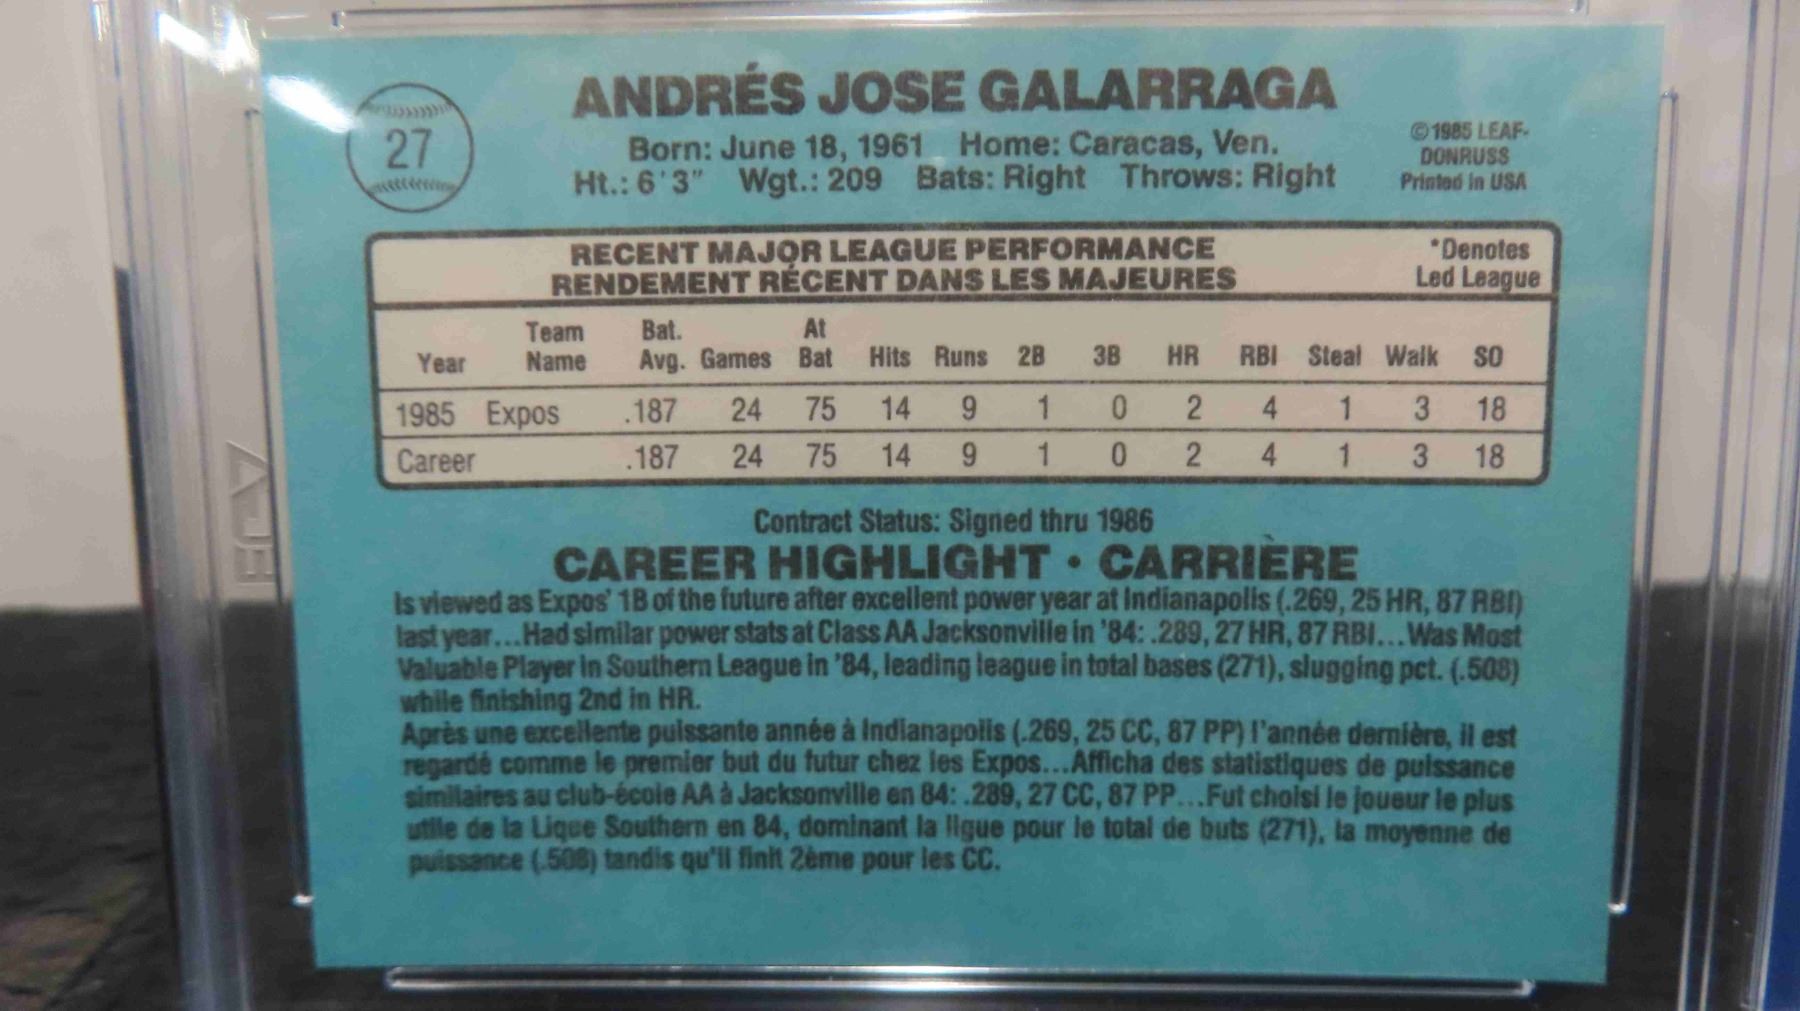 27
ANDRÉS JOSE GALARRAGA
Born: June 18, 1961 Home: Caracas, Ven.
Ht.: 6'3" Wgt.: 209 Bats: Right Throws: Right
©1985 LEAF-
DONRUSS
Printed in USA
RECENT MAJOR LEAGUE PERFORMANCE
RENDEMENT RÉCENT DANS LES MAJEURES
*Denotes
Led League
Year Team Name Bat. Avg. Games At Bat Hits Runs 2B 3B HR RBI Steal Walk SO
1985 Expos .187 24 75 14 9 1 0 2 4 1 3 18
Career .187 24 75 14 9 1 0 2 4 1 3 18
Contract Status: Signed thru 1986
CAREER HIGHLIGHT • CARRIÈRE
Is viewed as Expos' 1B of the future after excellent power year at Indianapolis (.269, 25 HR, 87 RBI)
last year...Had similar power stats at Class AA Jacksonville in '84: .289, 27 HR, 87 RBI...Was Most
Valuable Player in Southern League in '84, leading league in total bases (271), slugging pct. (.508)
while finishing 2nd in HR.
Après une excellente puissante année à Indianapolis (.269, 25 CC, 87 PP) l'année dernière, il est
regardé comme le premier but du futur chez les Expos...Afficha des statistiques de puissance
similaires au club-école AA à Jacksonville en 84: .289, 27 CC, 87 PP...Fut choisi le joueur le plus
utile de la Ligue Southern en 84, dominant la ligue pour le total de buts (271), la moyenne de
puissance (.508) tandis qu'il finit 2ème pour les CC.